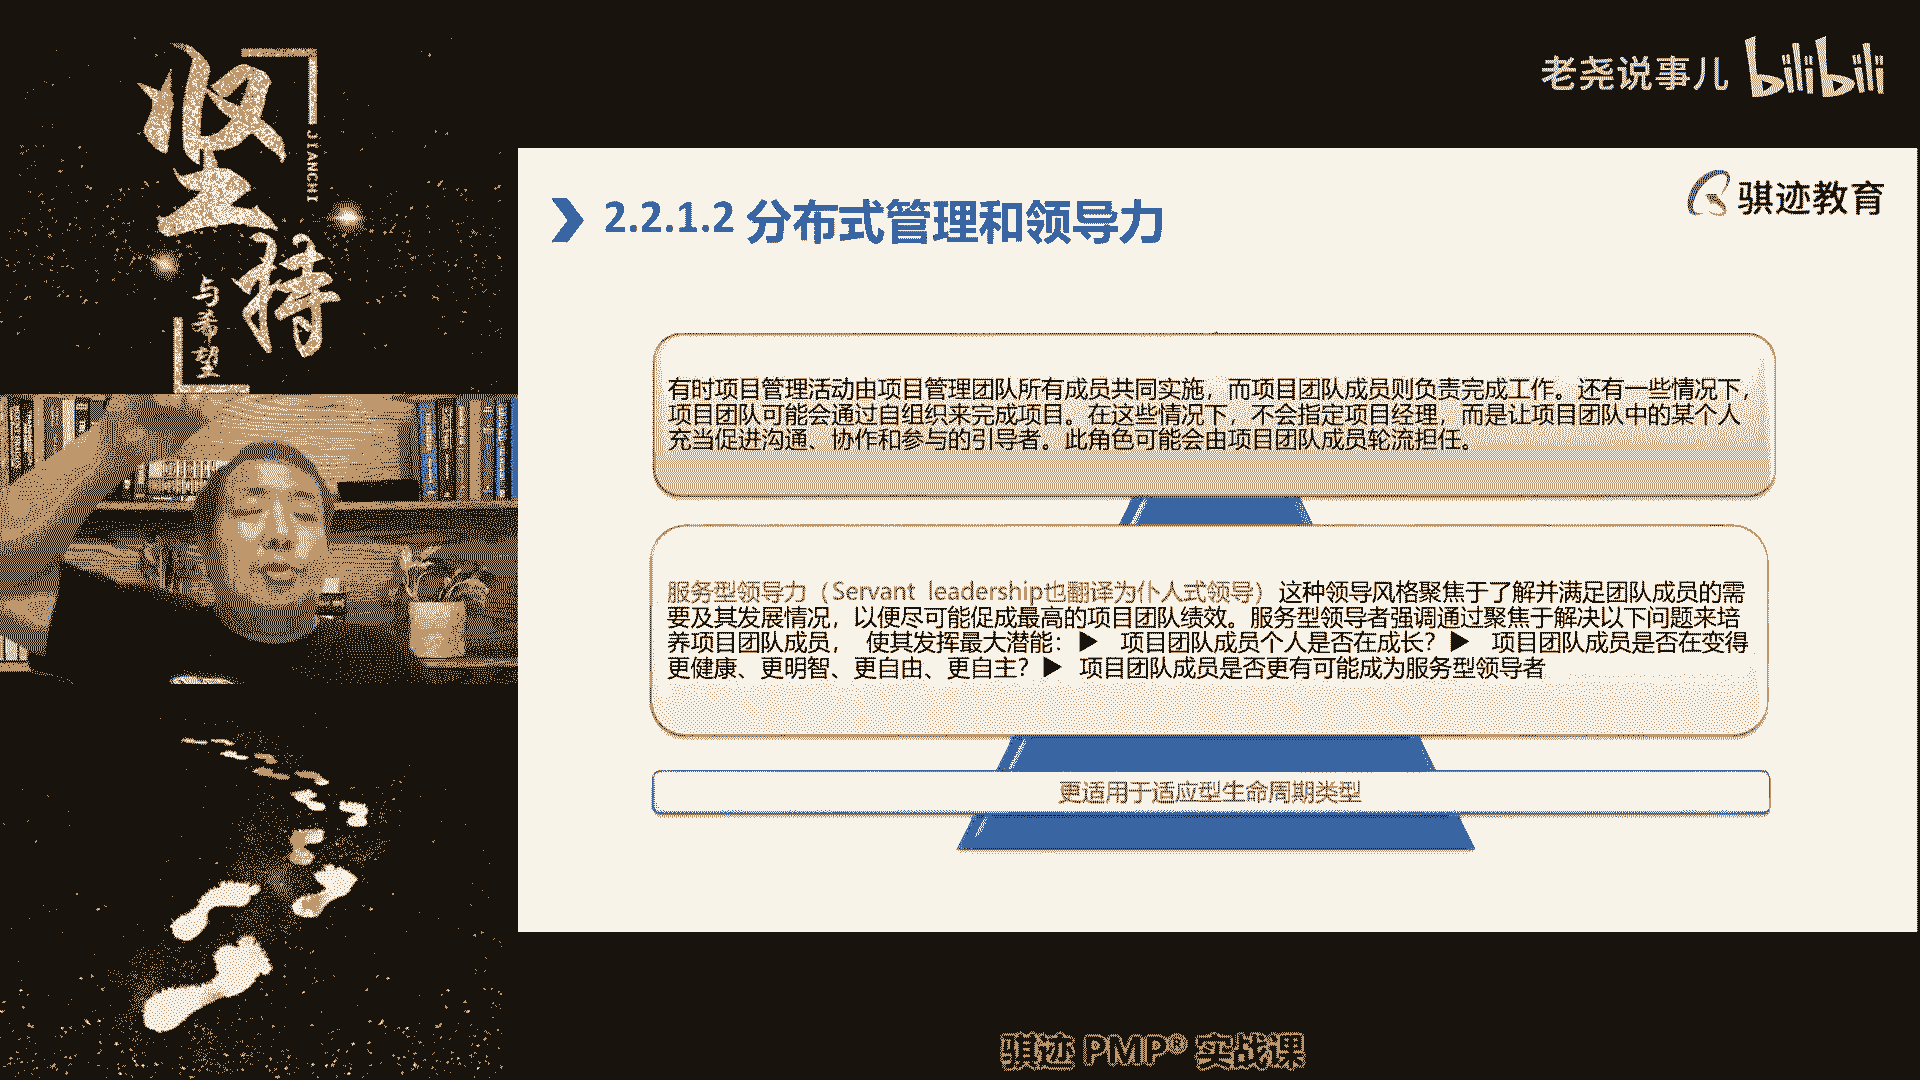 坚持
JIANCHI
与希望
老尧说事儿 bilibili
骐迹教育
2.2.1.2 分布式管理和领导力
有时项目管理活动由项目管理团队所有成员共同实施，而项目团队成员则负责完成工作。还有一些情况下，
项目团队可能会通过自组织来完成项目。在这些情况下，不会指定项目经理，而是让项目团队中的某个人
充当促进沟通、协作和参与的引导者。此角色可能会由项目团队成员轮流担任。
服务型领导力（Servant leadership也翻译为仆人式领导）这种领导风格聚焦于了解并满足团队成员的需
要及其发展情况，以便尽可能促成最高的项目团队绩效。服务型领导者强调通过聚焦于解决以下问题来培
养项目团队成员， 使其发挥最大潜能：▶ 项目团队成员个人是否在成长？▶ 项目团队成员是否在变得
更健康、更明智、更自由、更自主？▶ 项目团队成员是否更有可能成为服务型领导者
更适用于适应型生命周期类型
骐迹 PMP® 实战课